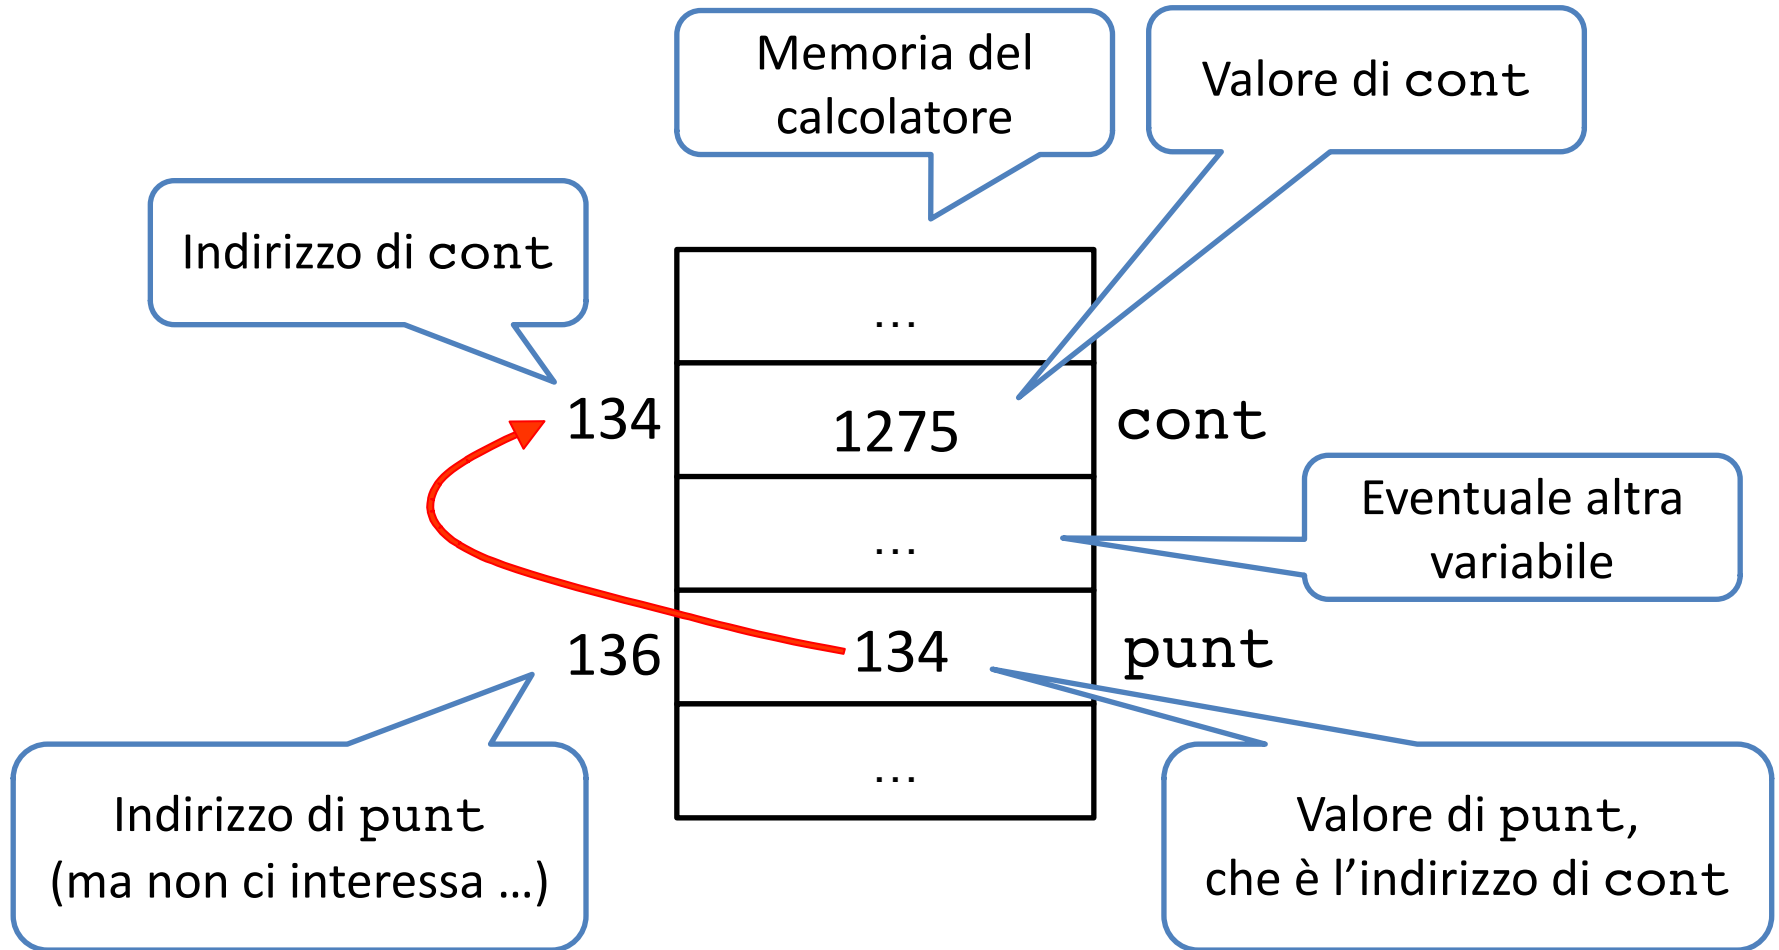 Memoria del
calcolatore
Valore di cont
Indirizzo di cont
...
134
1275
cont
Eventuale altra
variabile
...
136
134
punt
...
Indirizzo di punt
(ma non ci interessa …)
Valore di punt,
che è l’indirizzo di cont